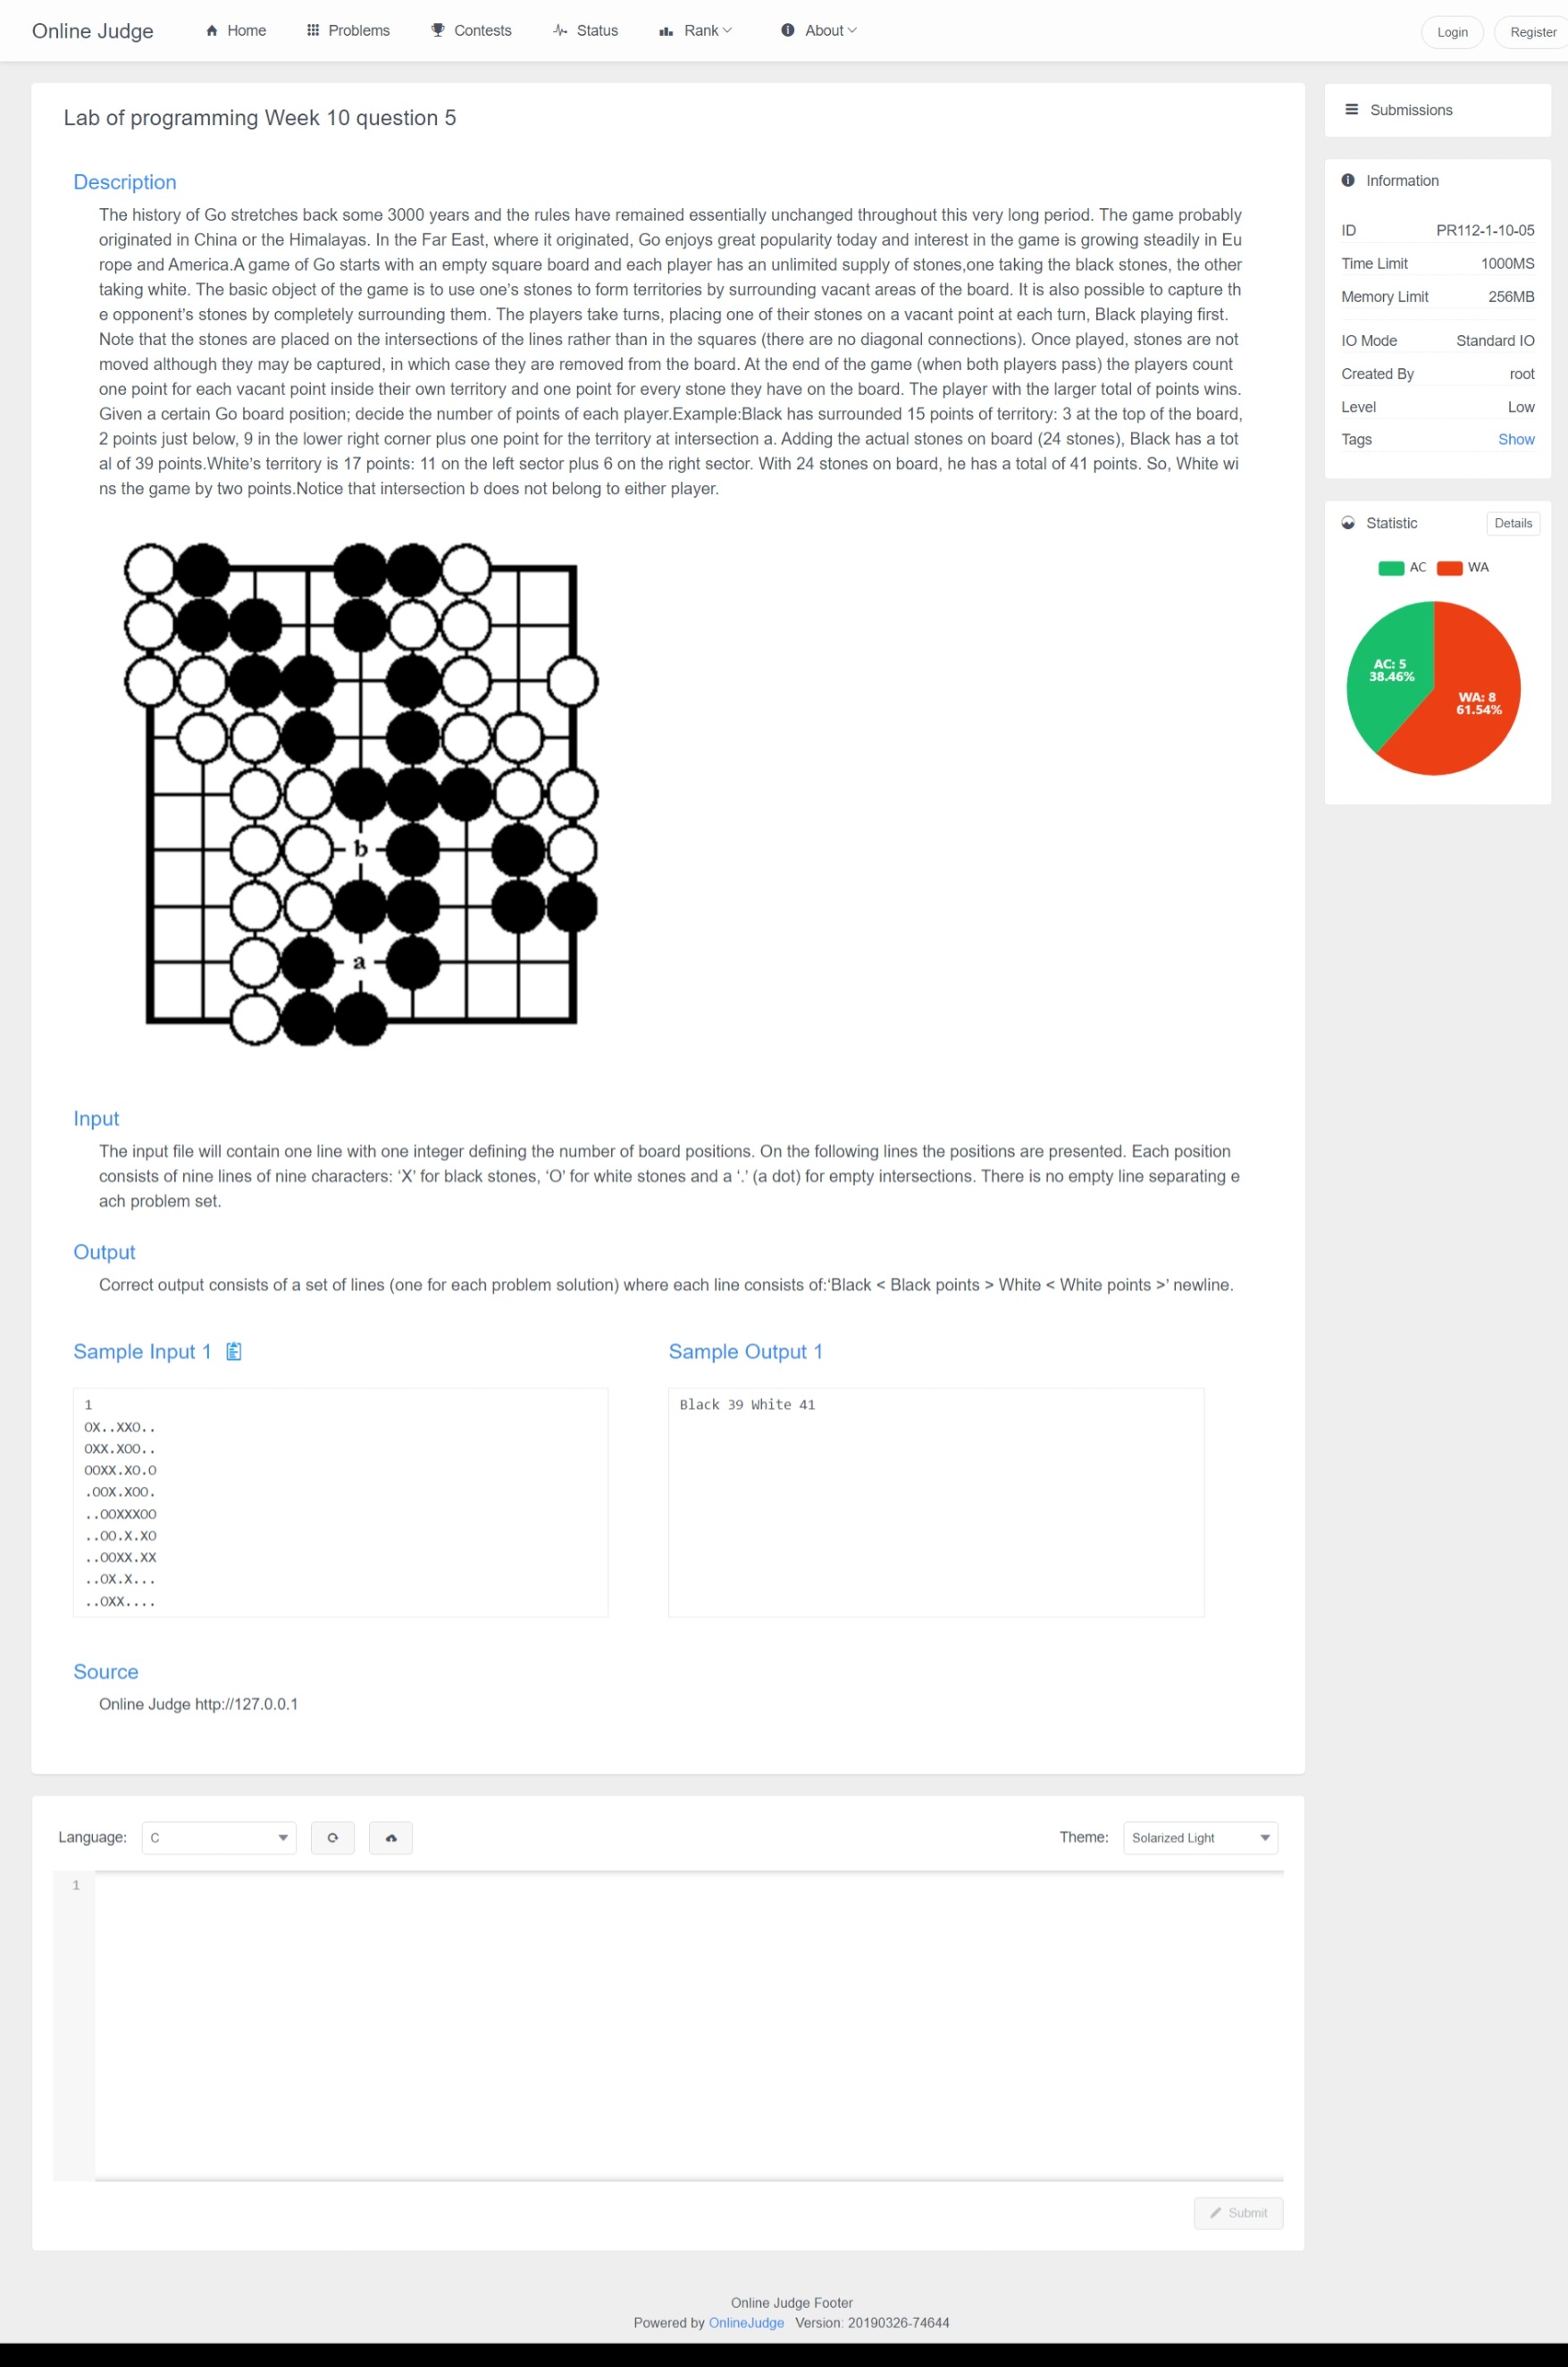 Online Judge
Home
Problems
Contests
Status
Rank
About
Login
Register
Lab of programming Week 10 question 5
Description
The history of Go stretches back some 3000 years and the rules have remained essentially unchanged throughout this very long period. The game probably
originated in China or the Himalayas. In the Far East, where it originated, Go enjoys great popularity today and interest in the game is growing steadily in Eu
rope and America.A game of Go starts with an empty square board and each player has an unlimited supply of stones,one taking the black stones, the other
taking white. The basic object of the game is to use one's stones to form territories by surrounding vacant areas of the board. It is also possible to capture th
e opponent's stones by completely surrounding them. The players take turns, placing one of their stones on a vacant point at each turn, Black playing first.
Note that the stones are placed on the intersections of the lines rather than in the squares (there are no diagonal connections). Once played, stones are not
moved although they may be captured, in which case they are removed from the board. At the end of the game (when both players pass) the players count
one point for each vacant point inside their own territory and one point for every stone they have on the board. The player with the larger total of points wins.
Given a certain Go board position; decide the number of points of each player.Example:Black has surrounded 15 points of territory: 3 at the top of the board,
2 points just below, 9 in the lower right corner plus one point for the territory at intersection a. Adding the actual stones on board (24 stones), Black has a tot
al of 39 points.White's territory is 17 points: 11 on the left sector plus 6 on the right sector. With 24 stones on board, he has a total of 41 points. So, White wi
ns the game by two points.Notice that intersection b does not belong to either player.
b
a
Input
The input file will contain one line with one integer defining the number of board positions. On the following lines the positions are presented. Each position
consists of nine lines of nine characters: ‘X’ for black stones, ‘O’ for white stones and a ‘.’ (a dot) for empty intersections. There is no empty line separating e
ach problem set.
Output
Correct output consists of a set of lines (one for each problem solution) where each line consists of:‘Black < Black points > White < White points >’ newline.
Sample Input 1
1
OX..XXO..
OXX.XOO..
OOXX.XO.O
.OOX.XOO.
..OOXXXOO
..OO.X.XO
..OOXX.XX
..OX.X...
..OXX....
Sample Output 1
Black 39 White 41
Source
Online Judge http://127.0.0.1
Submissions
Information
ID PR112-1-10-05
Time Limit 1000MS
Memory Limit 256MB
IO Mode Standard IO
Created By root
Level Low
Tags Show
Statistic Details
AC WA
AC: 5
38.46%
WA: 8
61.54%
Language: C
Theme: Solarized Light
1
Submit
Online Judge Footer
Powered by OnlineJudge Version: 20190326-74644